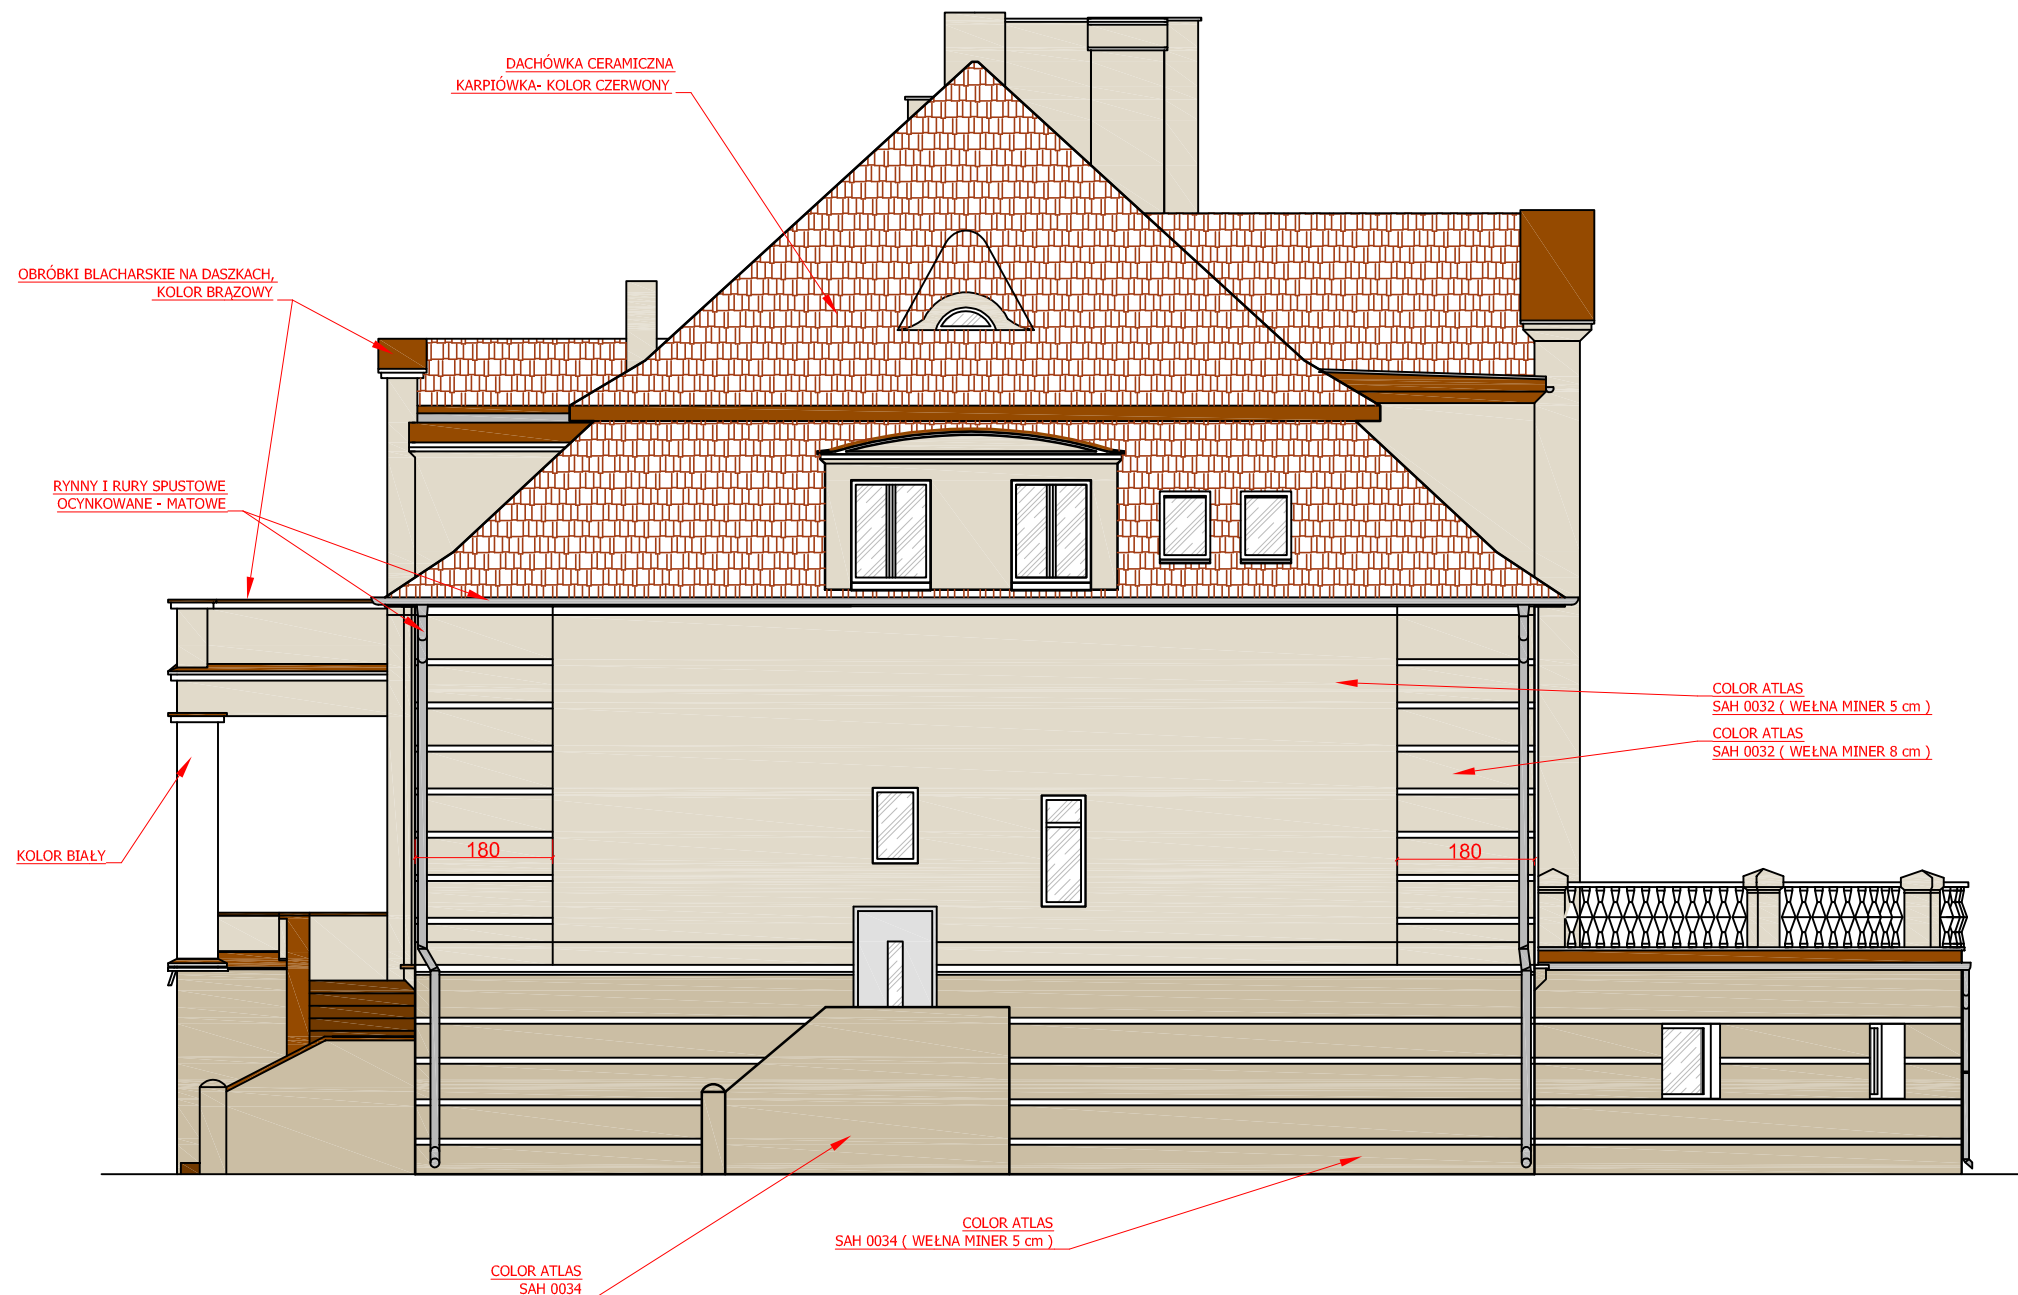 DACHÓWKA CERAMICZNA
KARPIÓWKA- KOLOR CZERWONY
OBRÓBKI BLACHARSKIE NA DASZKACH,
KOLOR BRĄZOWY
RYNNY I RURY SPUSTOWE
OCYNKOWANE - MATOWE
COLOR ATLAS
SAH 0032 ( WEŁNA MINER 5 cm )
COLOR ATLAS
SAH 0032 ( WEŁNA MINER 8 cm )
KOLOR BIAŁY
180
180
COLOR ATLAS
SAH 0034 ( WEŁNA MINER 5 cm )
COLOR ATLAS
SAH 0034